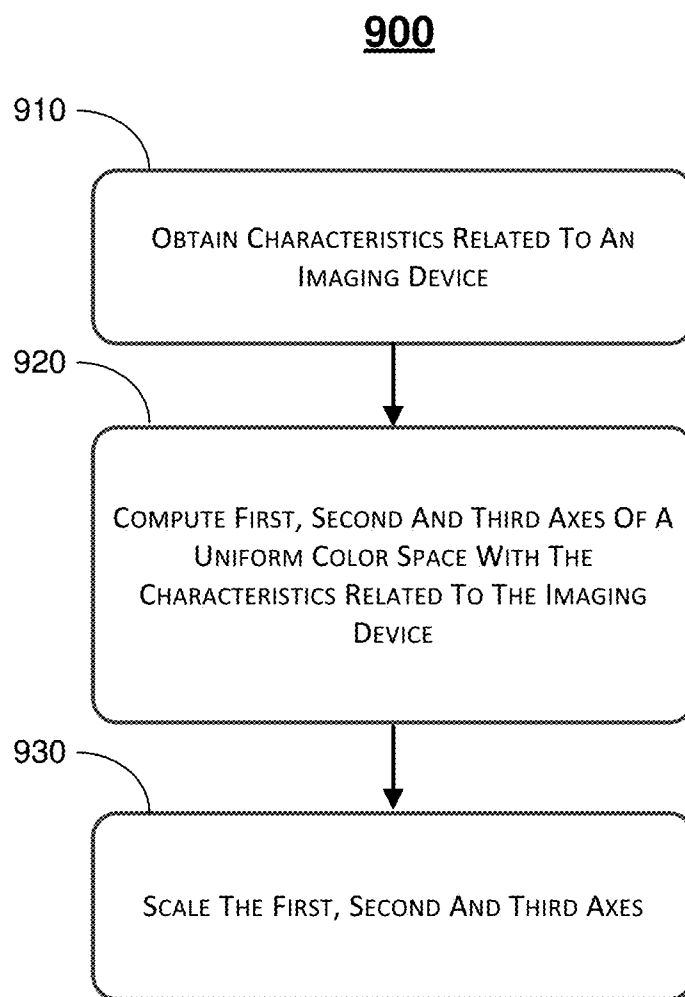 900
910
OBTAIN CHARACTERISTICS RELATED TO AN
IMAGING DEVICE
920
COMPUTE FIRST, SECOND AND THIRD AXES OF A
UNIFORM COLOR SPACE WITH THE
CHARACTERISTICS RELATED TO THE IMAGING
DEVICE
930
SCALE THE FIRST, SECOND AND THIRD AXES